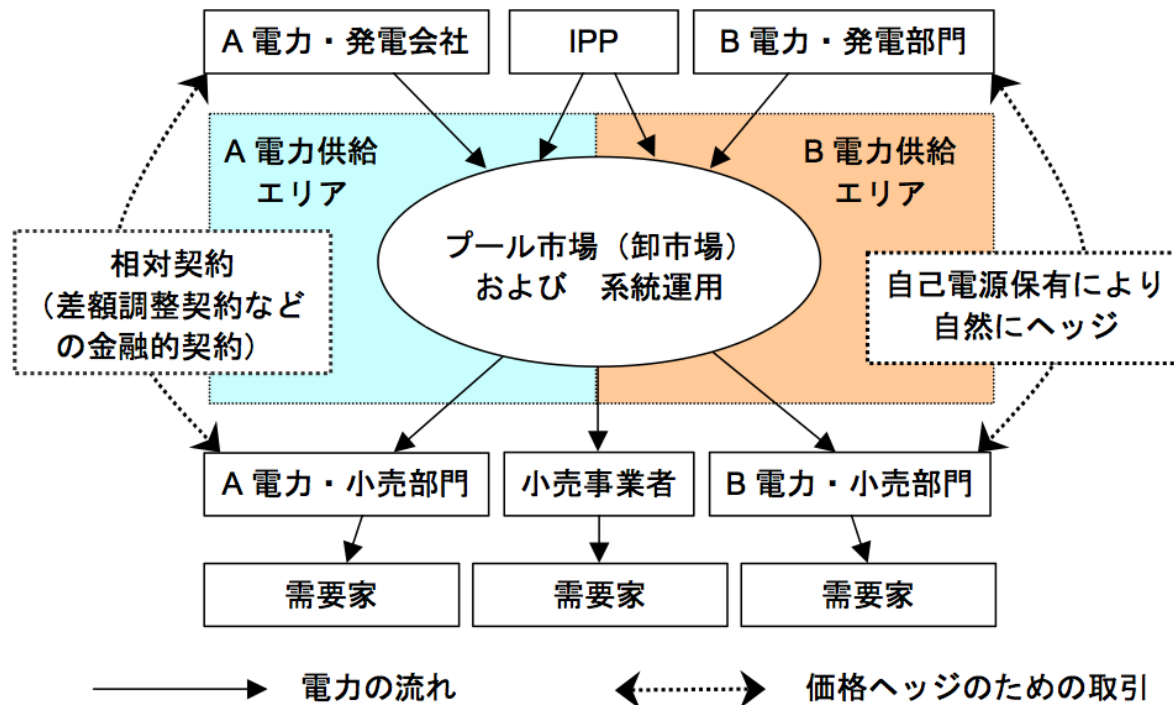 A 電力・発電会社
IPP
B 電力・発電部門
A 電力供給
エリア
B 電力供給
エリア
プール市場（卸市場）
および　系統運用
相対契約
（差額調整契約など
の金融的契約）
自己電源保有により
自然にヘッジ
A 電力・小売部門
小売事業者
B 電力・小売部門
需要家
需要家
需要家
電力の流れ
価格ヘッジのための取引